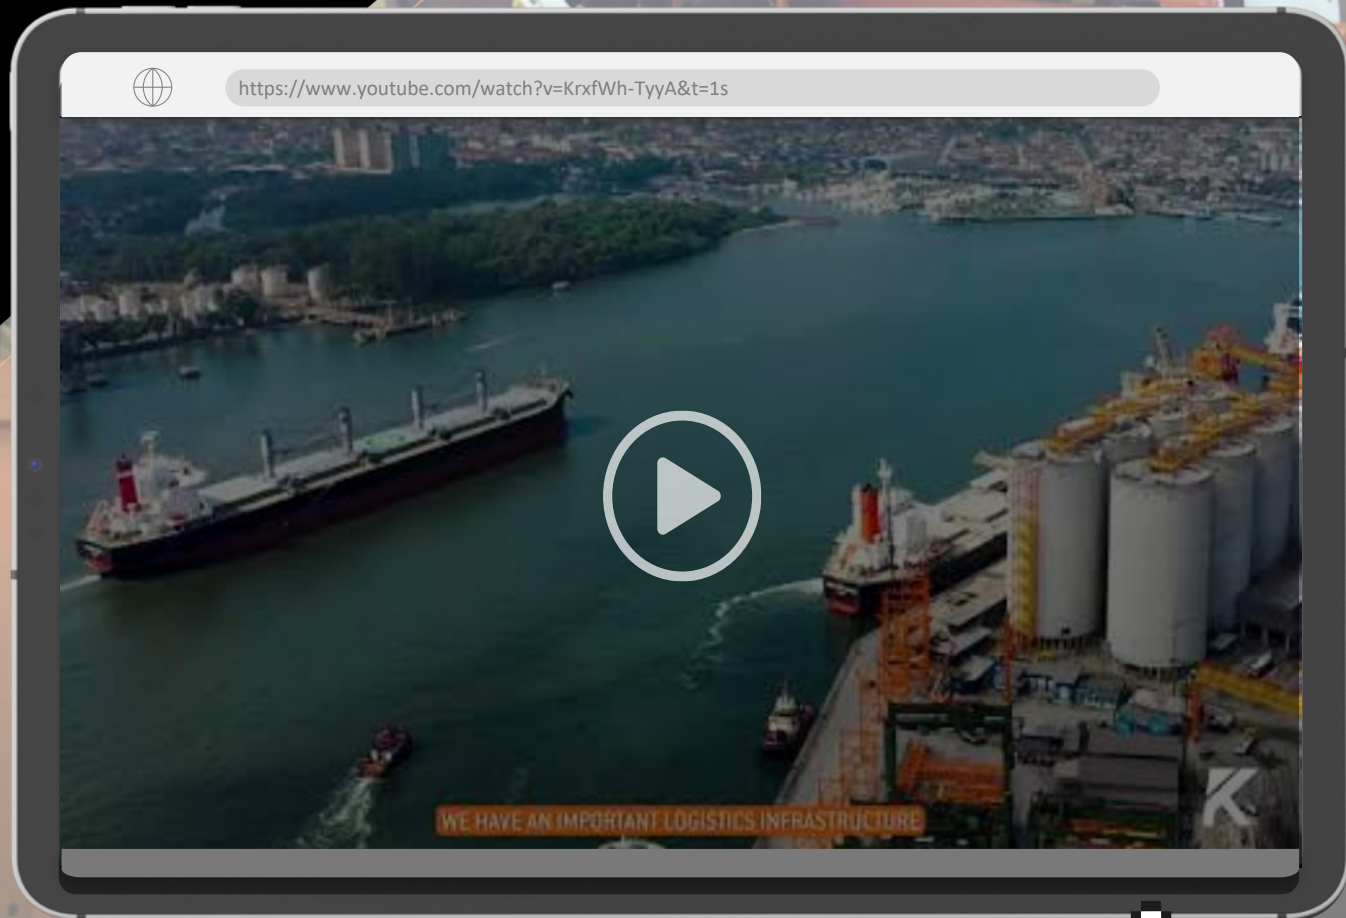 https://www.youtube.com/watch?v=KrxfWh-TyyA&t=1s
WE HAVE AN IMPORTANT LOGISTICS INFRASTRUCTURE
K